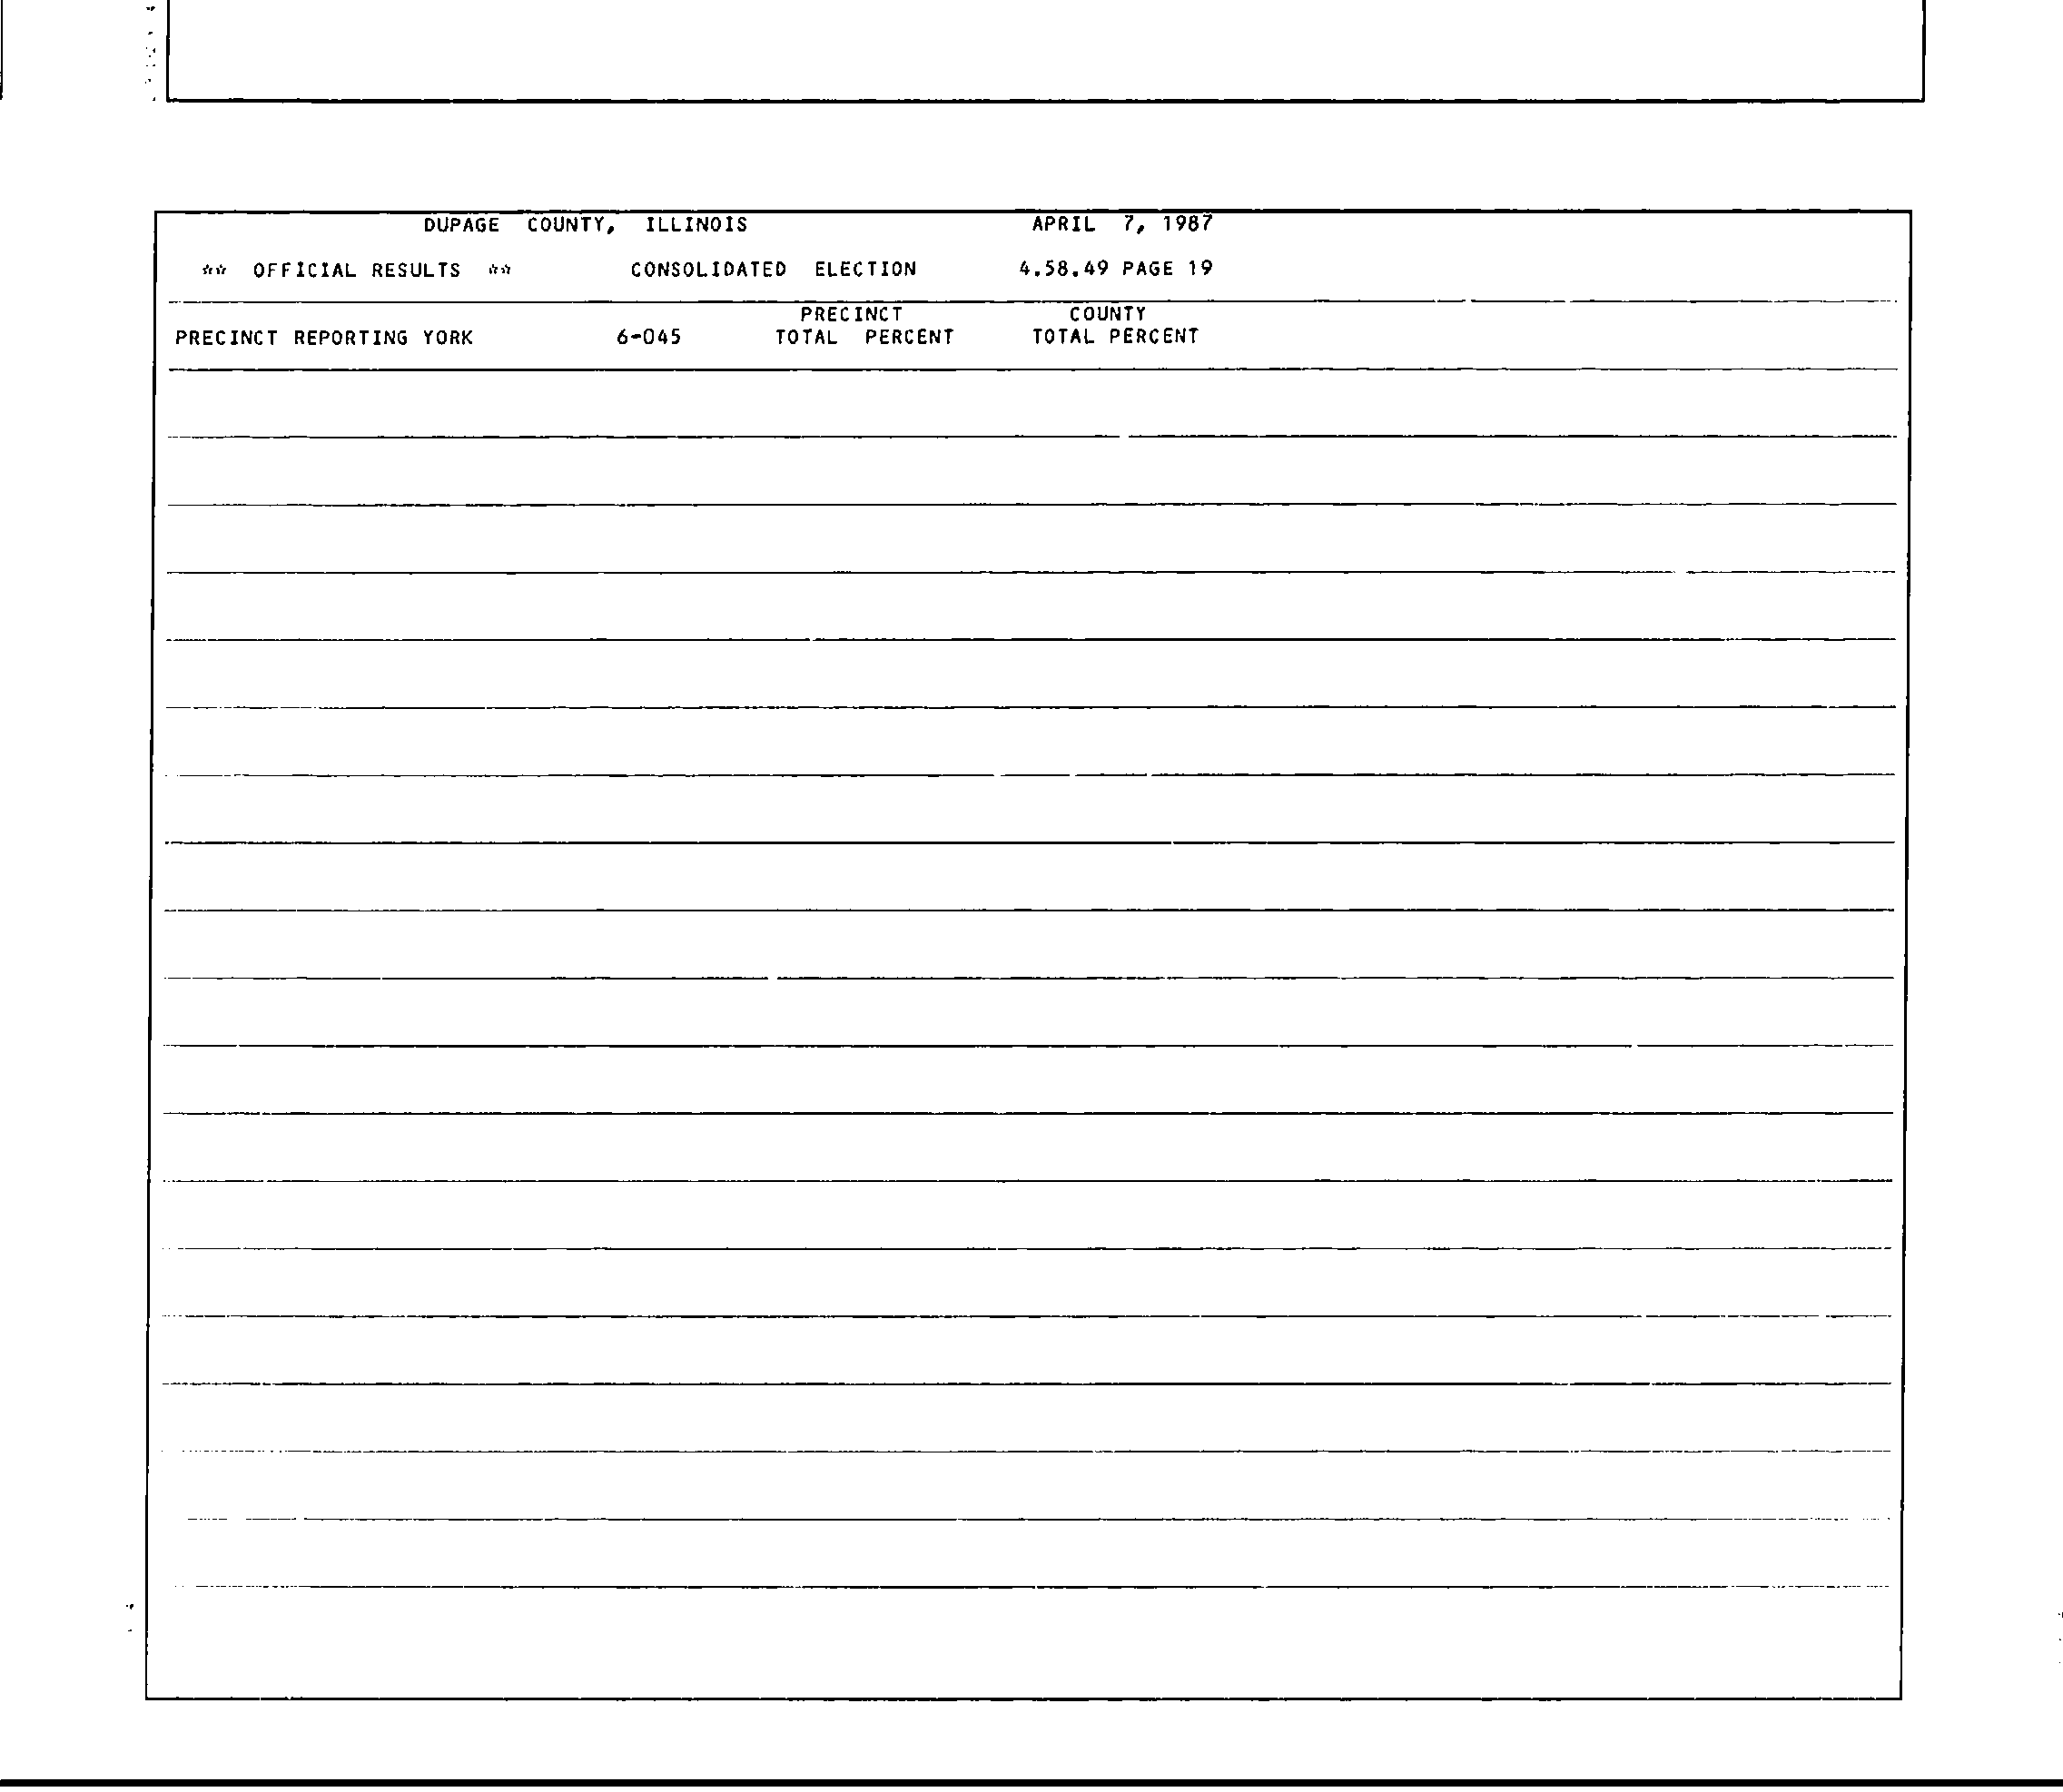 DUPAGE COUNTY, ILLINOIS APRIL 7, 1987
** OFFICIAL RESULTS ** CONSOLIDATED ELECTION 4.58.49 PAGE 19
PRECINCT COUNTY
PRECINCT REPORTING YORK 6-045 TOTAL PERCENT TOTAL PERCENT